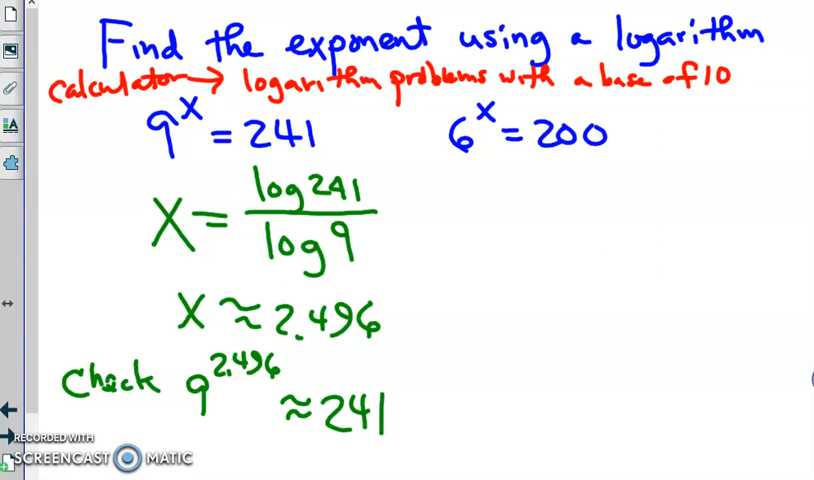 Find the exponent using a logarithm
calculator → logarithm problems with a base of 10
9^x = 241
6^x = 200
X = log 241 / log 9
x ≈ 2.496
Check 9^2.496 ≈ 241
RECORDED WITH
SCREENCAST MATIC